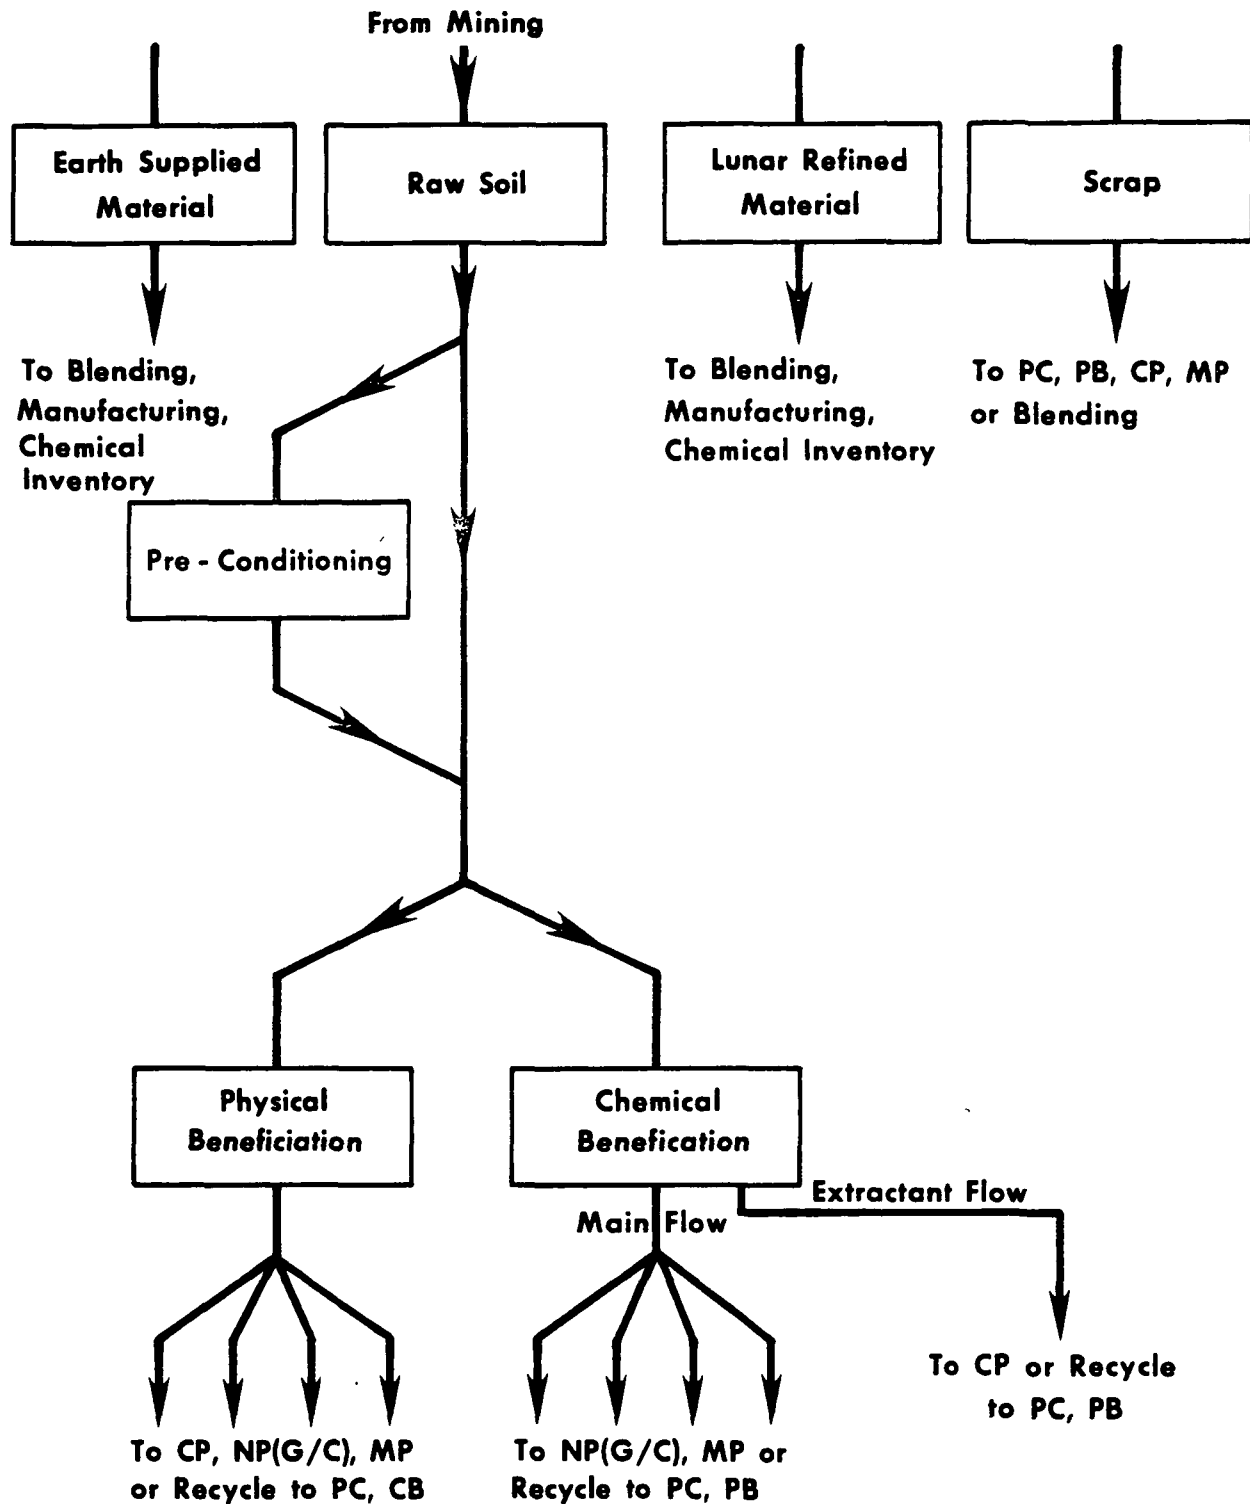 From Mining
Earth Supplied
Material
Raw Soil
Lunar Refined
Material
Scrap
To Blending,
Manufacturing,
Chemical
Inventory
To Blending,
Manufacturing,
Chemical Inventory
To PC, PB, CP, MP
or Blending
Pre - Conditioning
Physical
Beneficiation
Chemical
Benefication
Extractant Flow
Main Flow
To CP or Recycle
to PC, PB
To CP, NP(G/C), MP
or Recycle to PC, CB
To NP(G/C), MP or
Recycle to PC, PB